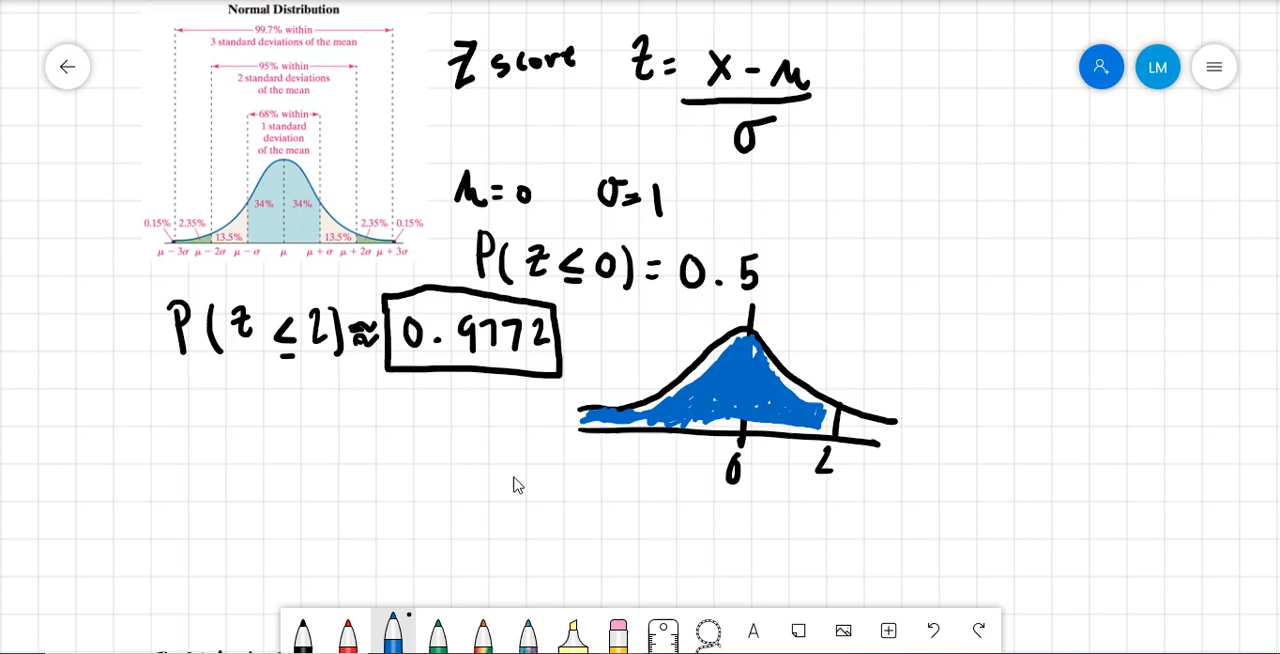 Normal Distribution
99.7% within
3 standard deviations of the mean
95% within
2 standard deviations
of the mean
68% within
1 standard
deviation
of the mean
34% 34%
0.15% 2.35% 13.5% 13.5% 2.35% 0.15%
μ − 3σ μ − 2σ μ − σ μ μ + σ μ + 2σ μ + 3σ
Z score z = x - μ / σ
LM
μ = 0 σ = 1
P(z ≤ 0) = 0.5
P(z ≤ 2) ≈ 0.9772
0 2
A